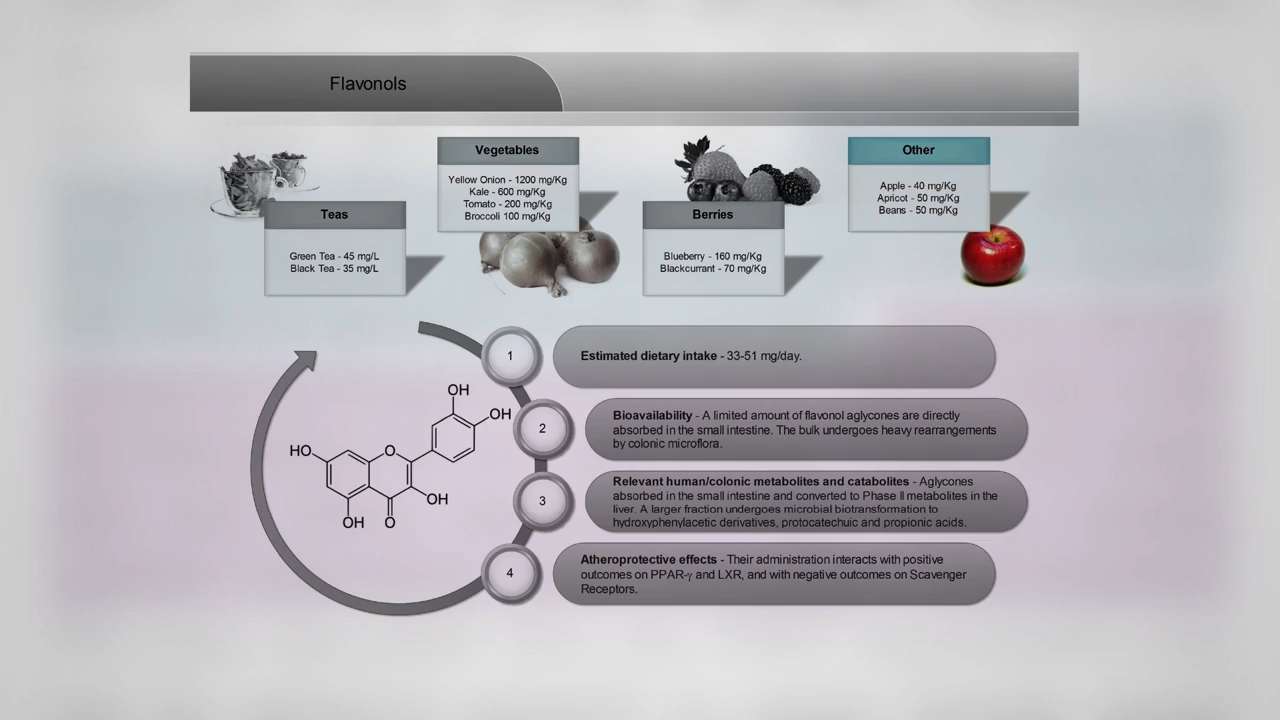 Flavonols
Teas
Green Tea - 45 mg/L
Black Tea - 35 mg/L
Vegetables
Yellow Onion - 1200 mg/Kg
Kale - 600 mg/Kg
Tomato - 200 mg/Kg
Broccoli 100 mg/Kg
Berries
Blueberry - 160 mg/Kg
Blackcurrant - 70 mg/Kg
Other
Apple - 40 mg/Kg
Apricot - 50 mg/Kg
Beans - 50 mg/Kg
OH
OH
HO
O
OH
OH
O
1
Estimated dietary intake - 33-51 mg/day.
2
Bioavailability - A limited amount of flavonol aglycones are directly
absorbed in the small intestine. The bulk undergoes heavy rearrangements
by colonic microflora.
3
Relevant human/colonic metabolites and catabolites - Aglycones
absorbed in the small intestine and converted to Phase II metabolites in the
liver. A larger fraction undergoes microbial biotransformation to
hydroxyphenylacetic derivatives, protocatechuic and propionic acids.
4
Atheroprotective effects - Their administration interacts with positive
outcomes on PPAR-γ and LXR, and with negative outcomes on Scavenger
Receptors.